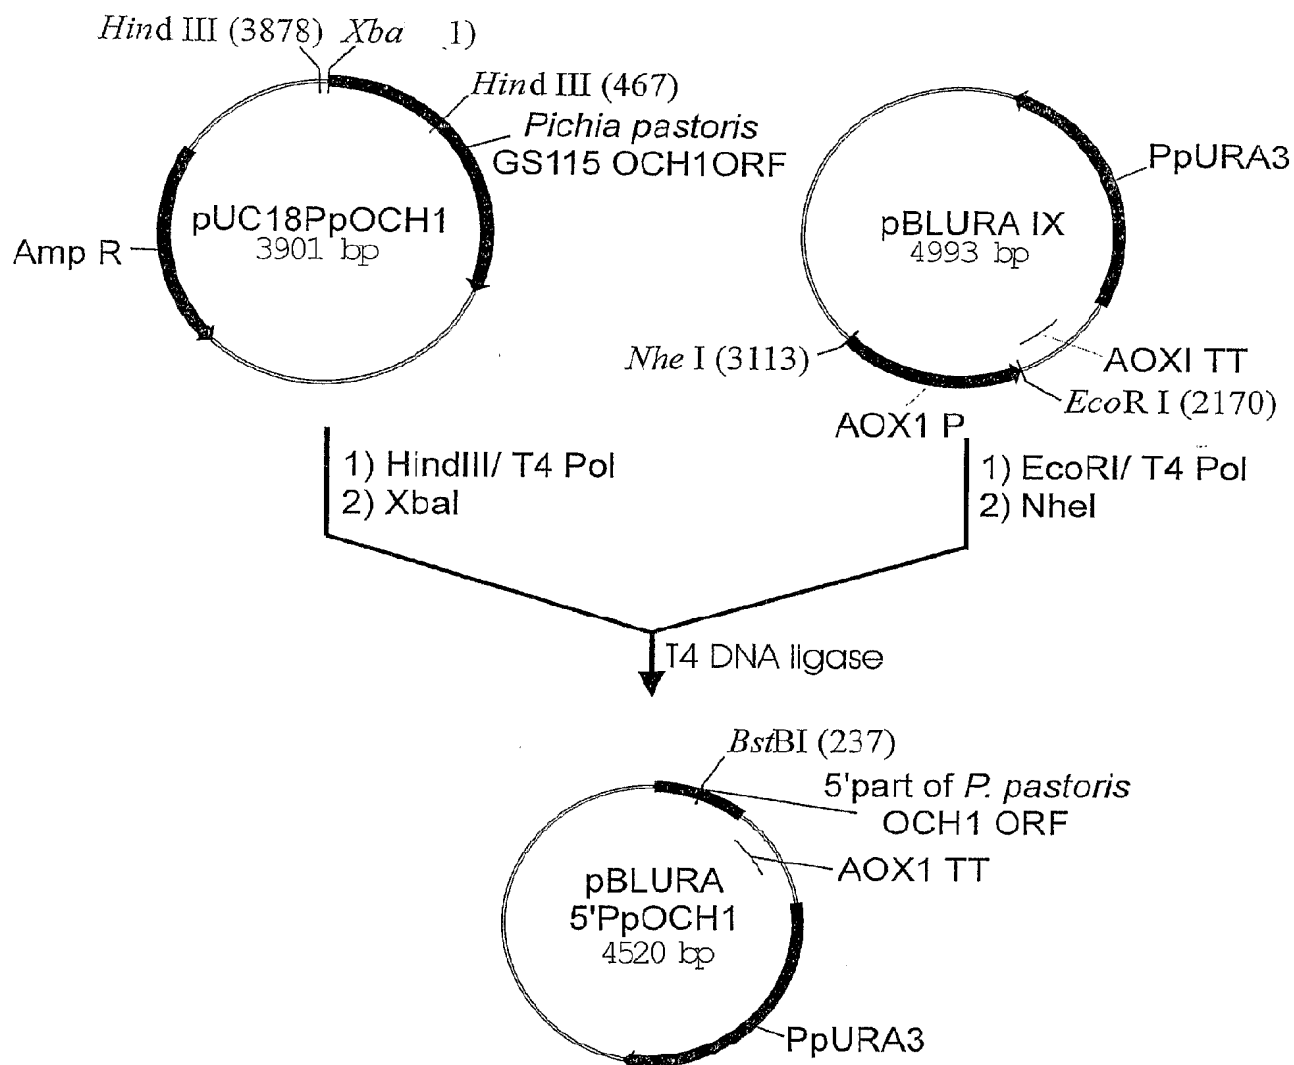 Hind III (3878) Xba 1)
Hind III (467)
Pichia pastoris
GS115 OCH1ORF
pUC18PpOCH1
3901 bp
Amp R
PpURA3
pBLURA IX
4993 bp
Nhe I (3113)
AOXI TT
EcoR I (2170)
AOX1 P
1) HindIII/ T4 Pol
2) XbaI
1) EcoRI/ T4 Pol
2) NheI
T4 DNA ligase
BstBI (237)
5'part of P. pastoris
OCH1 ORF
AOX1 TT
pBLURA
5'PpOCH1
4520 bp
PpURA3